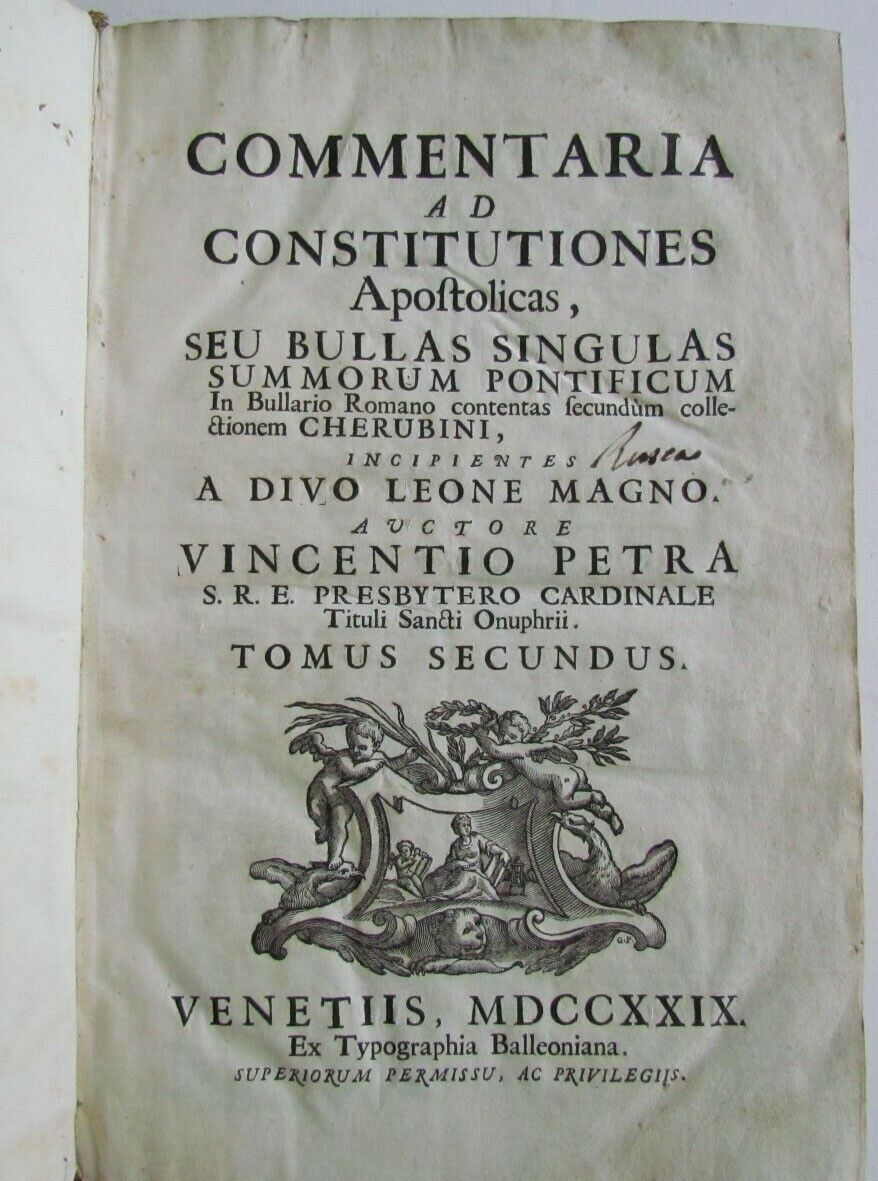 COMMENTARIA
AD
CONSTITUTIONES
Apoſtolicas,
SEU BULLAS SINGULAS
SUMMORUM PONTIFICUM
In Bullario Romano contentas ſecundùm colle-
ctionem CHERUBINI,
INCIPIENTES
A DIVO LEONE MAGNO.
AVCTORE
VINCENTIO PETRA
S. R. E. PRESBYTERO CARDINALE
Tituli Sancti Onuphrii.
TOMUS SECUNDUS.
G.P.
VENETIIS, MDCCXXIX.
Ex Typographia Balleoniana.
SUPERIORUM PERMISSU, AC PRIVILEGIIS.